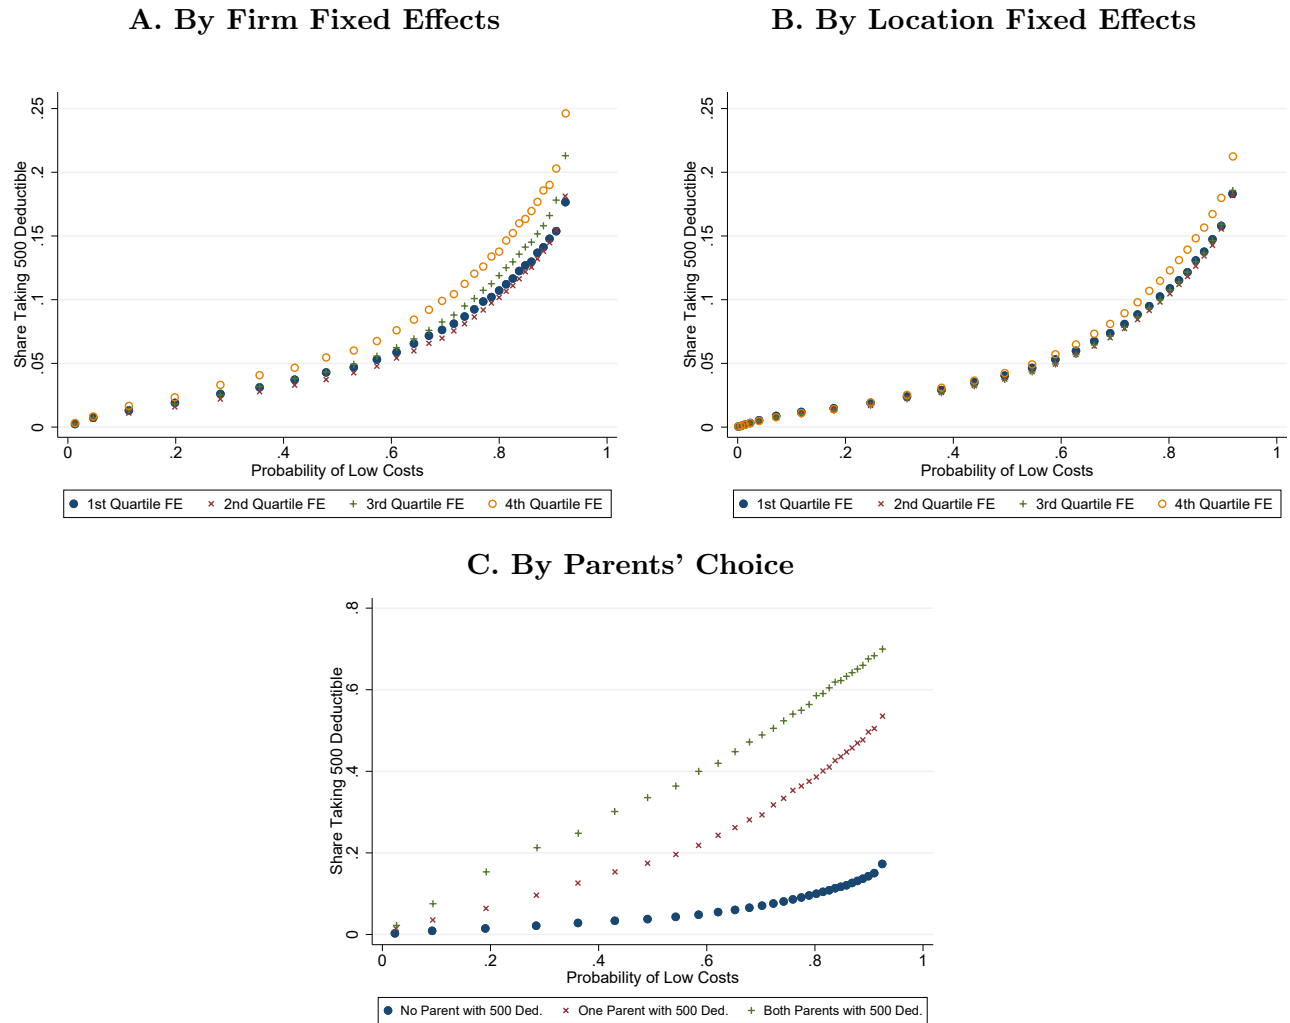 A. By Firm Fixed Effects
Share Taking 500 Deductible
.25
.2
.15
.1
.05
0
0 .2 .4 .6 .8 1
Probability of Low Costs
1st Quartile FE 2nd Quartile FE 3rd Quartile FE 4th Quartile FE
B. By Location Fixed Effects
Share Taking 500 Deductible
.25
.2
.15
.1
.05
0
0 .2 .4 .6 .8 1
Probability of Low Costs
1st Quartile FE 2nd Quartile FE 3rd Quartile FE 4th Quartile FE
C. By Parents' Choice
Share Taking 500 Deductible
.8
.6
.4
.2
0
0 .2 .4 .6 .8 1
Probability of Low Costs
No Parent with 500 Ded. One Parent with 500 Ded. Both Parents with 500 Ded.